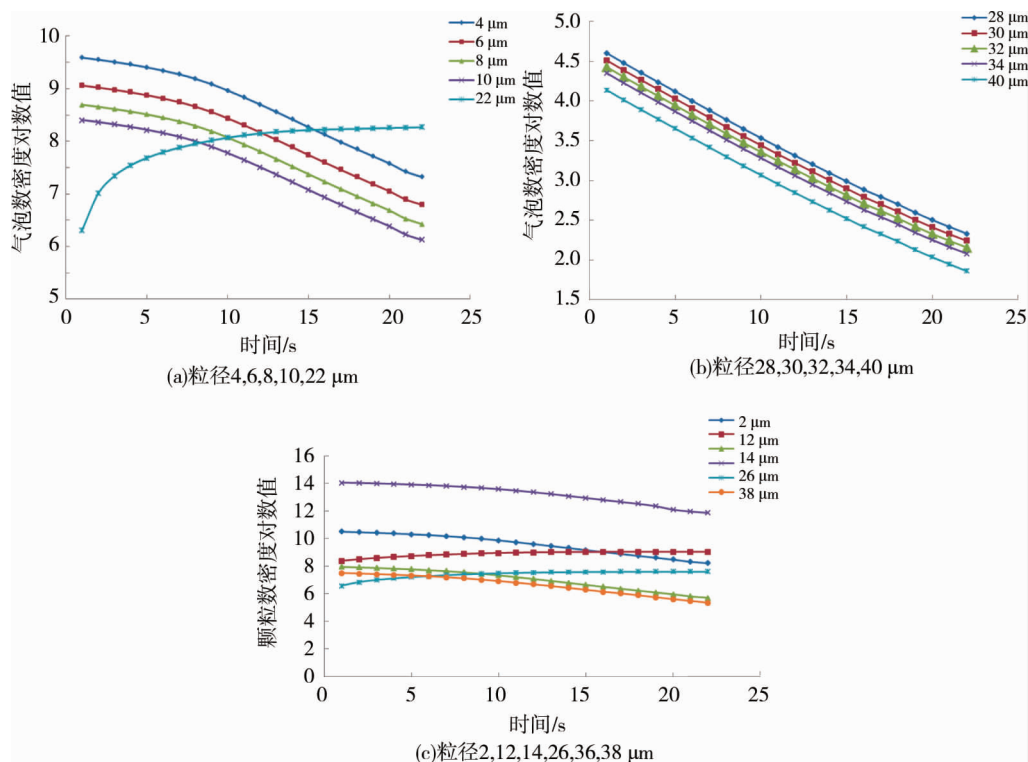 4 μm
6 μm
8 μm
10 μm
22 μm
10
9
8
7
6
5
气泡数密度对数值
0 5 10 15 20 25
时间/s
(a)粒径4,6,8,10,22 μm
28 μm
30 μm
32 μm
34 μm
40 μm
5.0
4.5
4.0
3.5
3.0
2.5
2.0
1.5
气泡数密度对数值
0 5 10 15 20 25
时间/s
(b)粒径28,30,32,34,40 μm
2 μm
12 μm
14 μm
26 μm
38 μm
16
14
12
10
8
6
4
2
0
颗粒数密度对数值
0 5 10 15 20 25
时间/s
(c)粒径2,12,14,26,36,38 μm